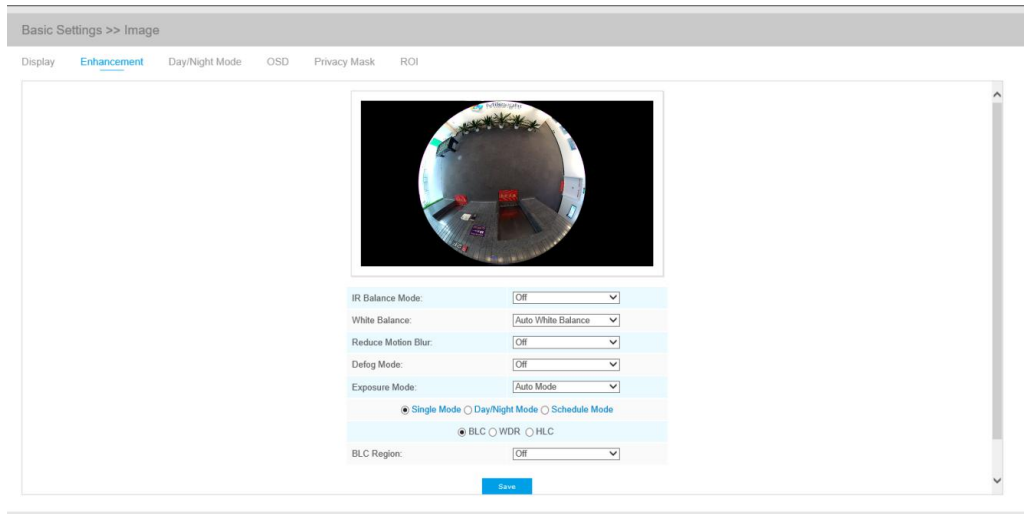 Basic Settings >> Image
Display Enhancement Day/Night Mode OSD Privacy Mask ROI
Milesight
IR Balance Mode: Off
White Balance: Auto White Balance
Reduce Motion Blur: Off
Defog Mode: Off
Exposure Mode: Auto Mode
Single Mode Day/Night Mode Schedule Mode
BLC WDR HLC
BLC Region: Off
Save